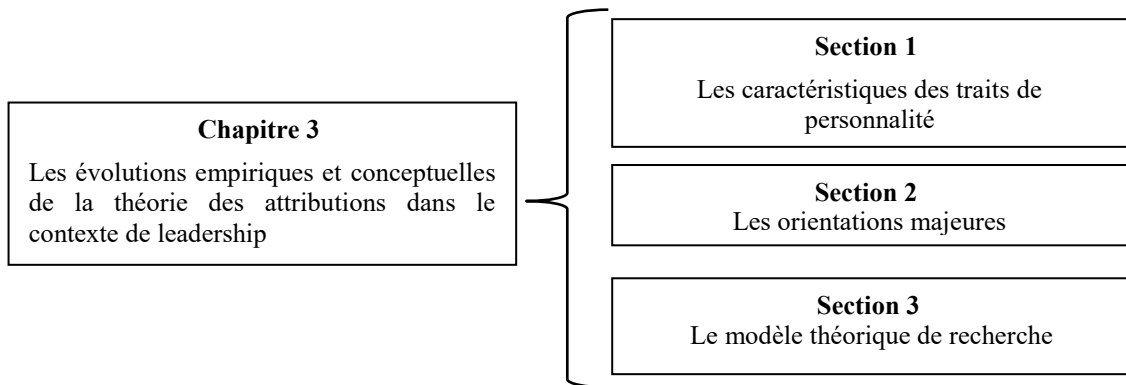 Chapitre 3
Les évolutions empiriques et conceptuelles
de la théorie des attributions dans le
contexte de leadership
Section 1
Les caractéristiques des traits de
personnalité
Section 2
Les orientations majeures
Section 3
Le modèle théorique de recherche